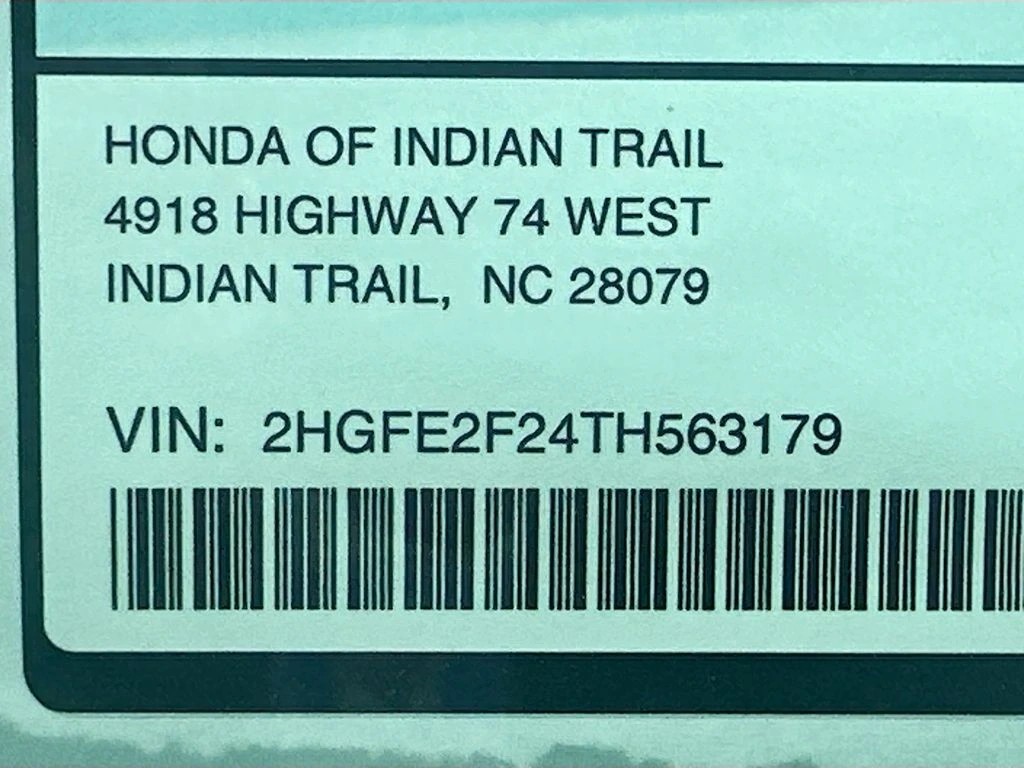 HONDA OF INDIAN TRAIL
4918 HIGHWAY 74 WEST
INDIAN TRAIL, NC 28079
VIN: 2HGFE2F24TH563179